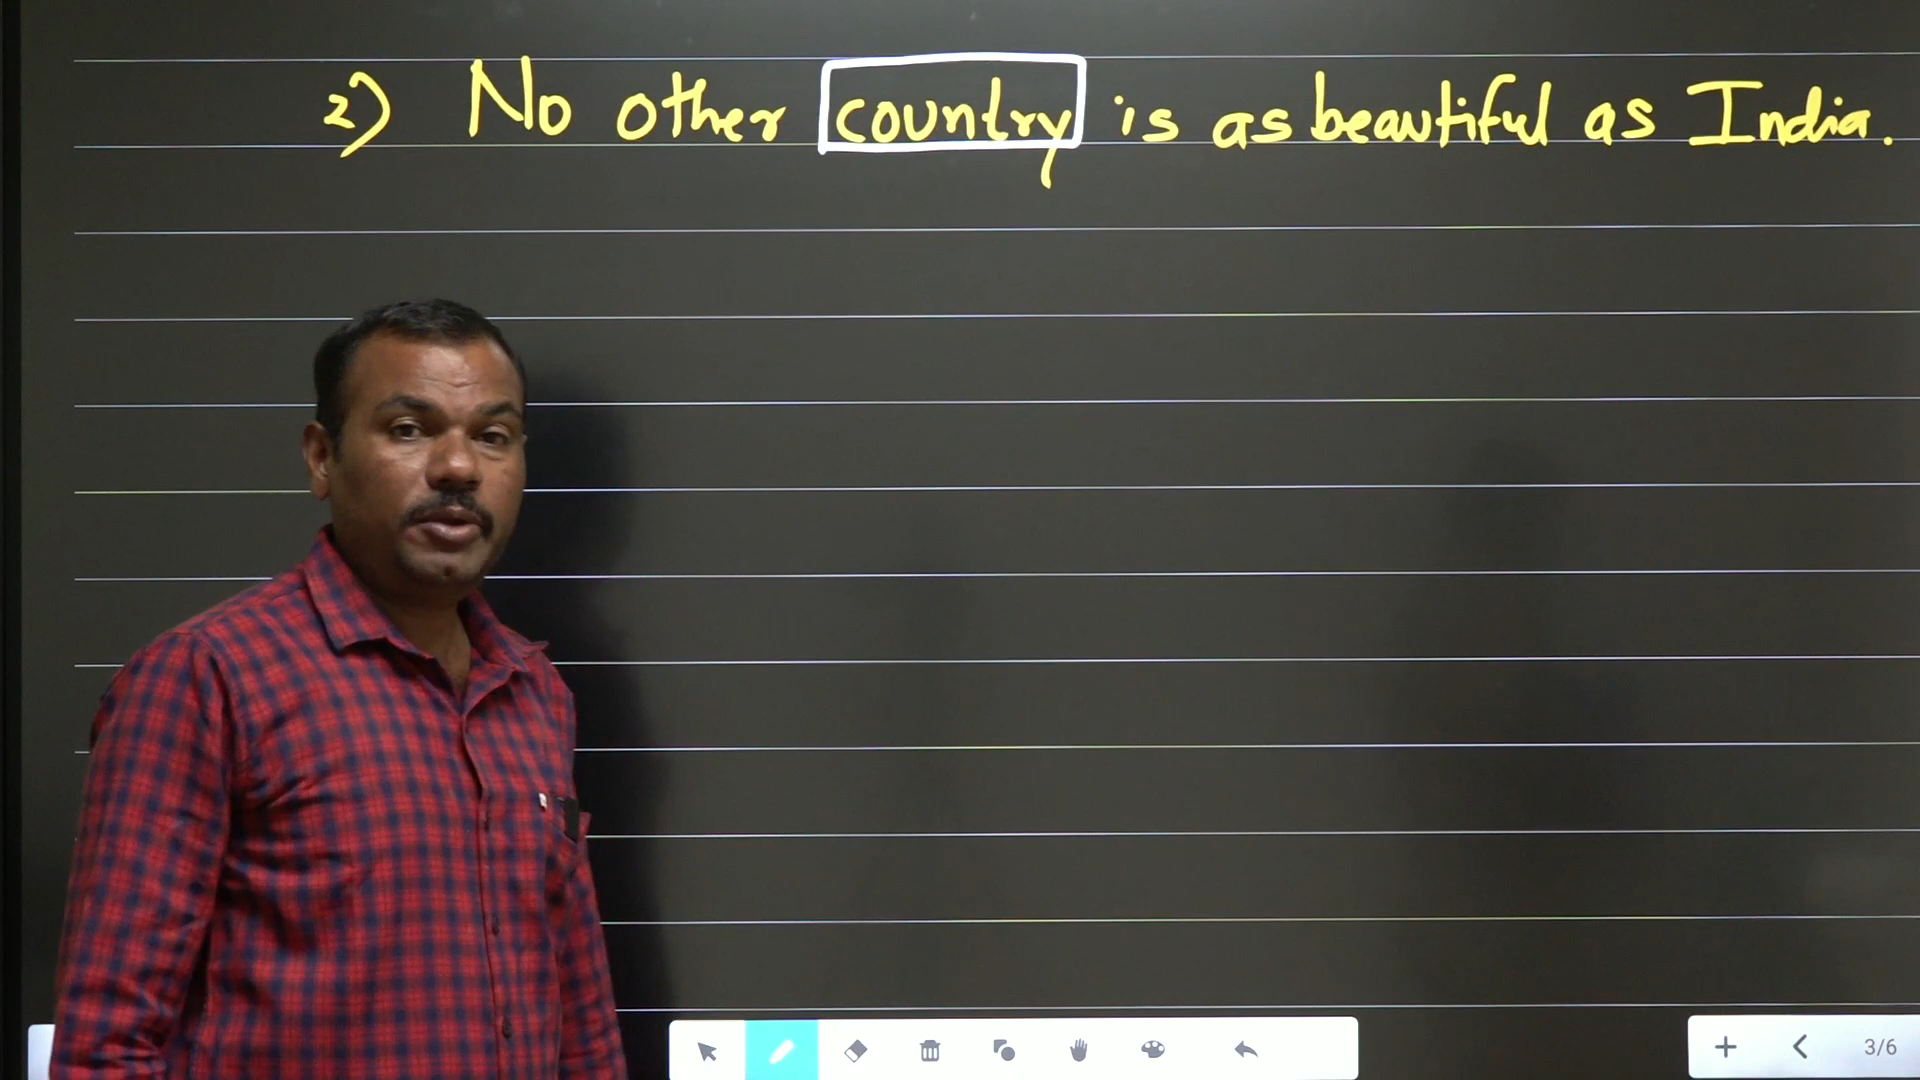 2) No other country is as beautiful as India.
3/6